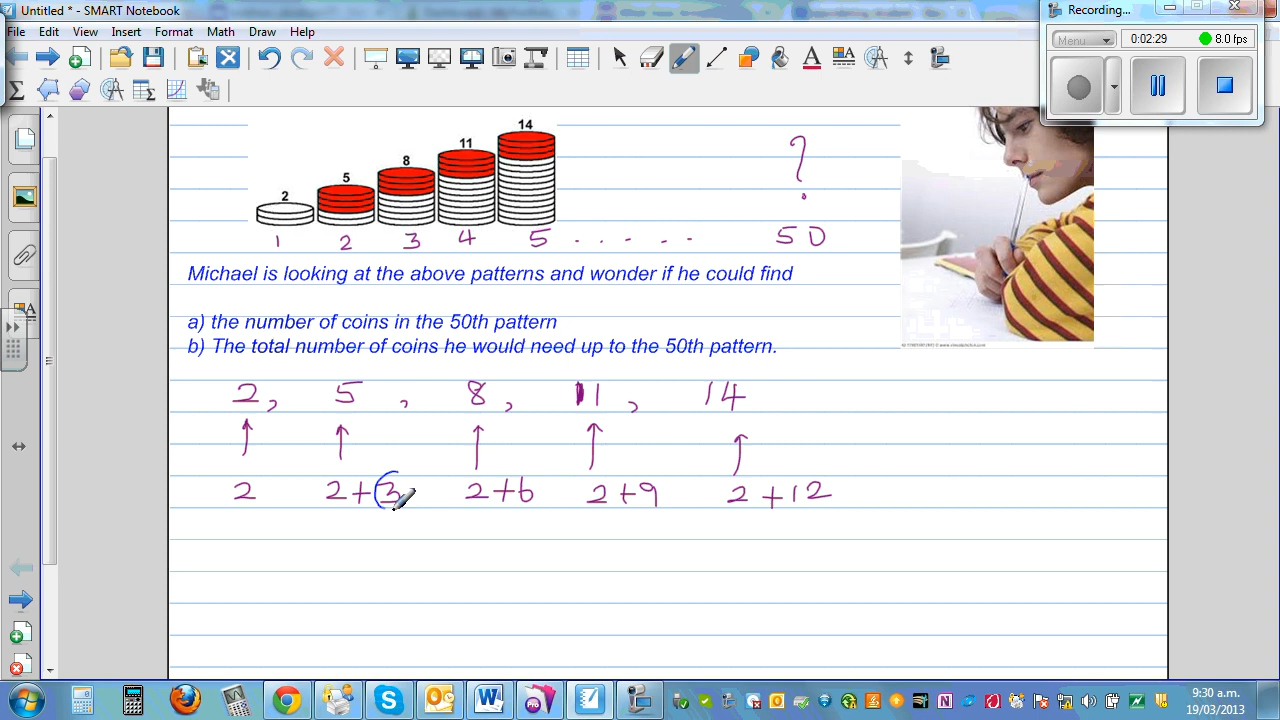 Untitled * - SMART Notebook
Recording...
File Edit View Insert Format Math Draw Help
Menu 0:02:29 8.0 fps
2 5 8 11 14
?
1 2 3 4 5 . . . . . 50
Michael is looking at the above patterns and wonder if he could find
a) the number of coins in the 50th pattern
b) The total number of coins he would need up to the 50th pattern.
2, 5 , 8, 11, 14
2 2+3 2+6 2+9 2+12
9:30 a.m.
19/03/2013